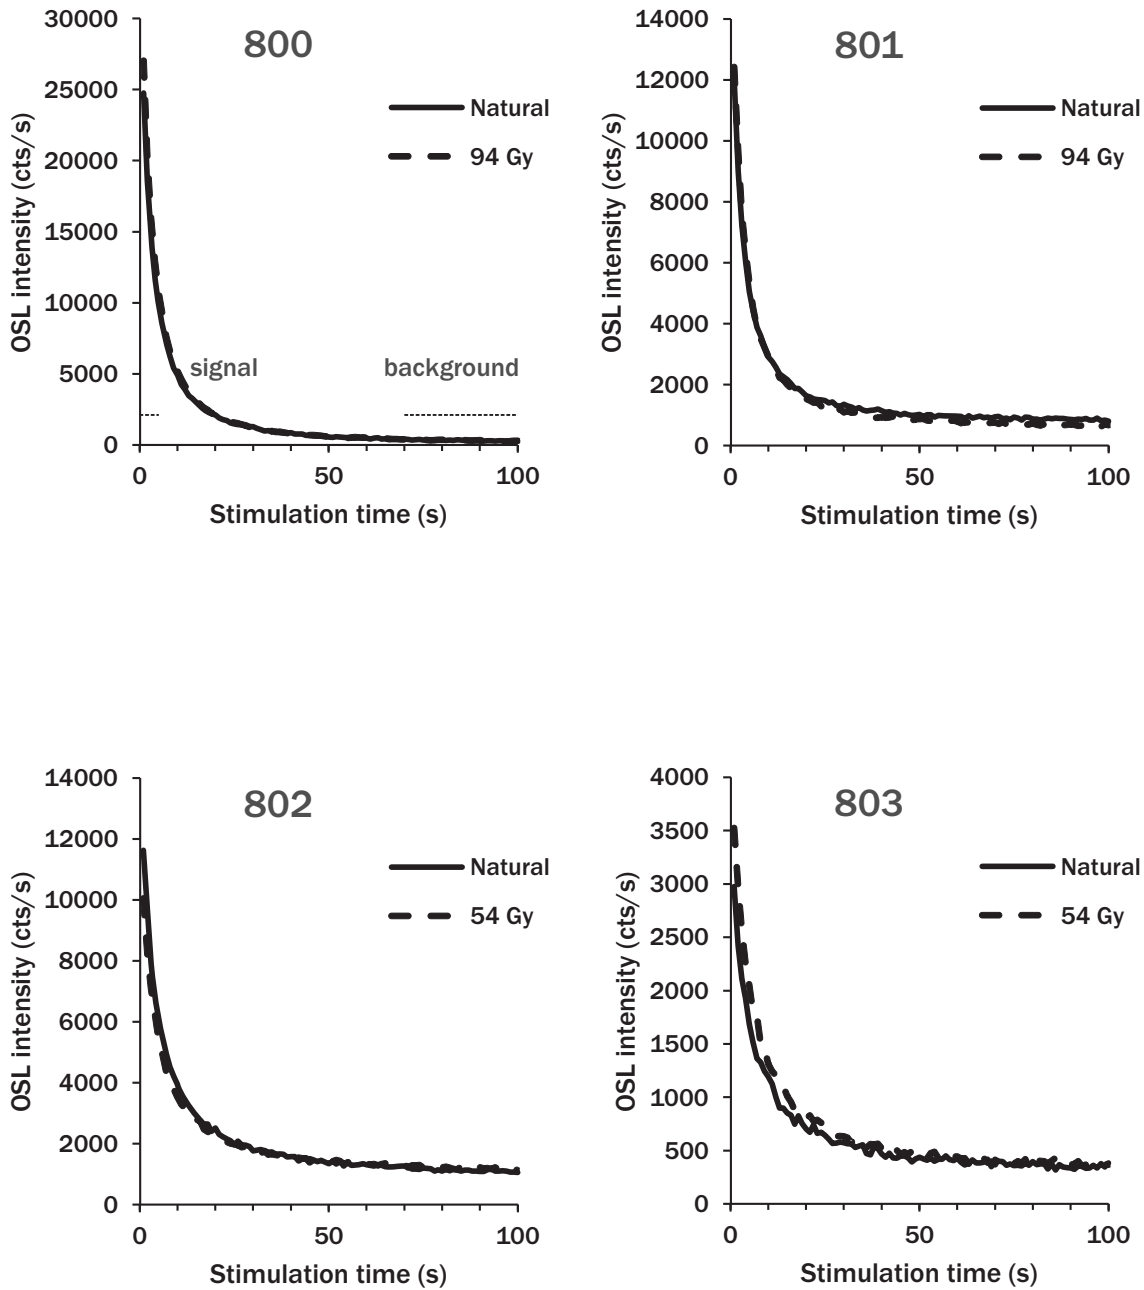 800
30000
25000
20000
15000
10000
5000
0
OSL intensity (cts/s)
Natural
94 Gy
signal
background
0 50 100
Stimulation time (s)
801
14000
12000
10000
8000
6000
4000
2000
0
OSL intensity (cts/s)
Natural
94 Gy
0 50 100
Stimulation time (s)
802
14000
12000
10000
8000
6000
4000
2000
0
OSL intensity (cts/s)
Natural
54 Gy
0 50 100
Stimulation time (s)
803
4000
3500
3000
2500
2000
1500
1000
500
0
OSL intensity (cts/s)
Natural
54 Gy
0 50 100
Stimulation time (s)